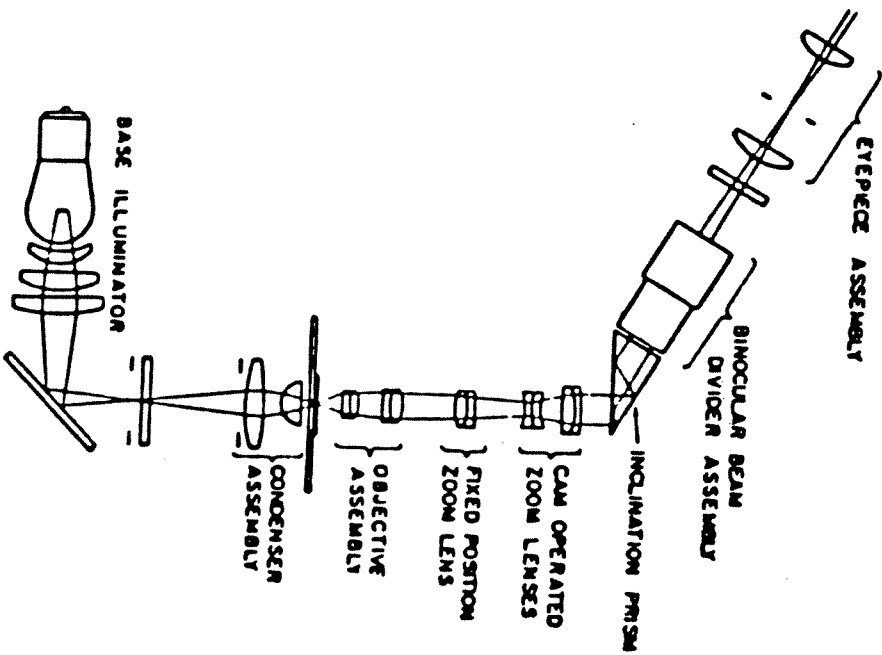 EYEPIECE ASSEMBLY
BINOCULAR BEAM
DIVIDER ASSEMBLY
INCLINATION PRISM
CAM OPERATED
ZOOM LENSES
FIXED POSITION
ZOOM LENS
OBJECTIVE
ASSEMBLY
CONDENSER
ASSEMBLY
BASE ILLUMINATOR